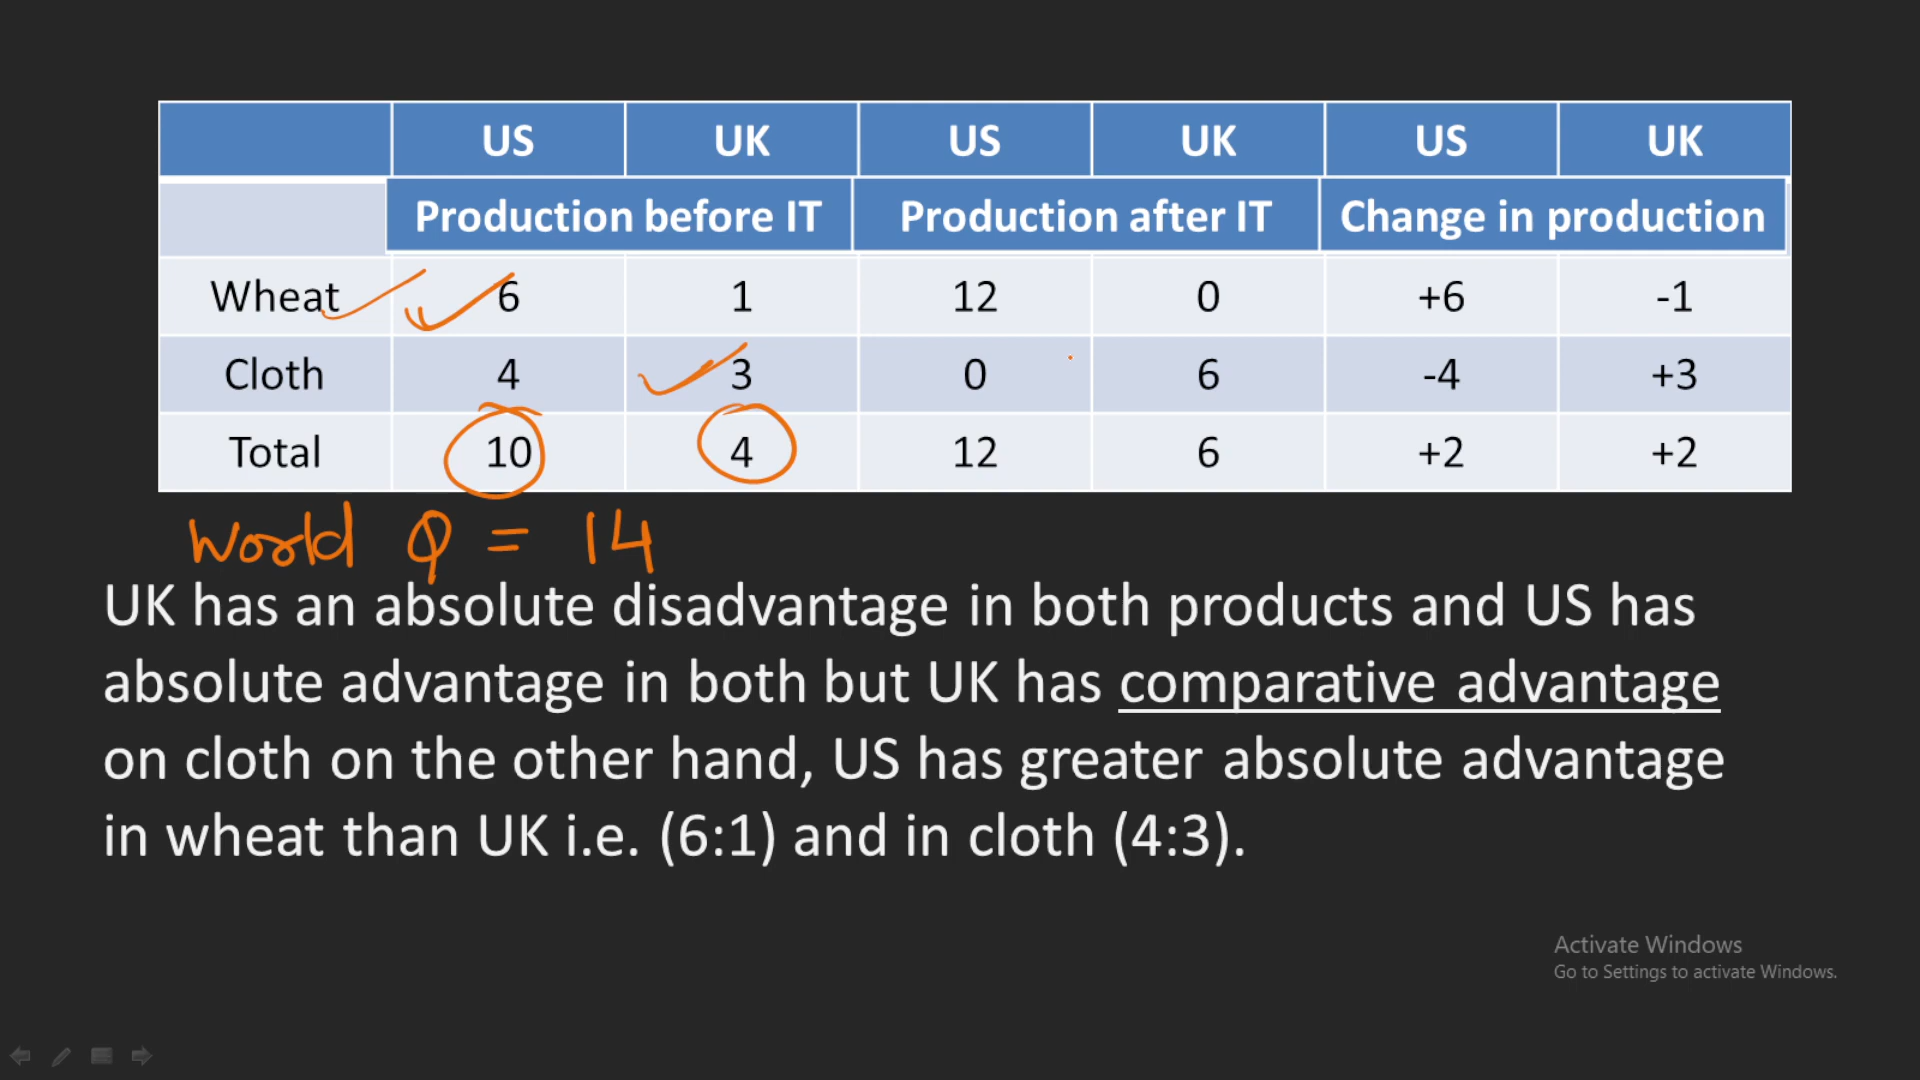 US UK US UK US UK
Production before IT Production after IT Change in production
Wheat 6 1 12 0 +6 -1
Cloth 4 3 0 6 -4 +3
Total 10 4 12 6 +2 +2
World Q = 14
UK has an absolute disadvantage in both products and US has
absolute advantage in both but UK has comparative advantage
on cloth on the other hand, US has greater absolute advantage
in wheat than UK i.e. (6:1) and in cloth (4:3).
Activate Windows
Go to Settings to activate Windows.